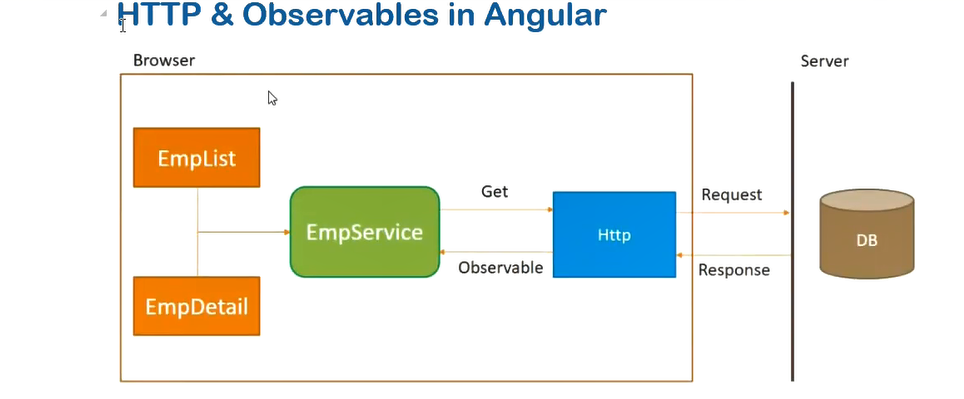 HTTP & Observables in Angular
Browser
Server
EmpList
Get
Request
EmpService
Http
DB
Observable
Response
EmpDetail